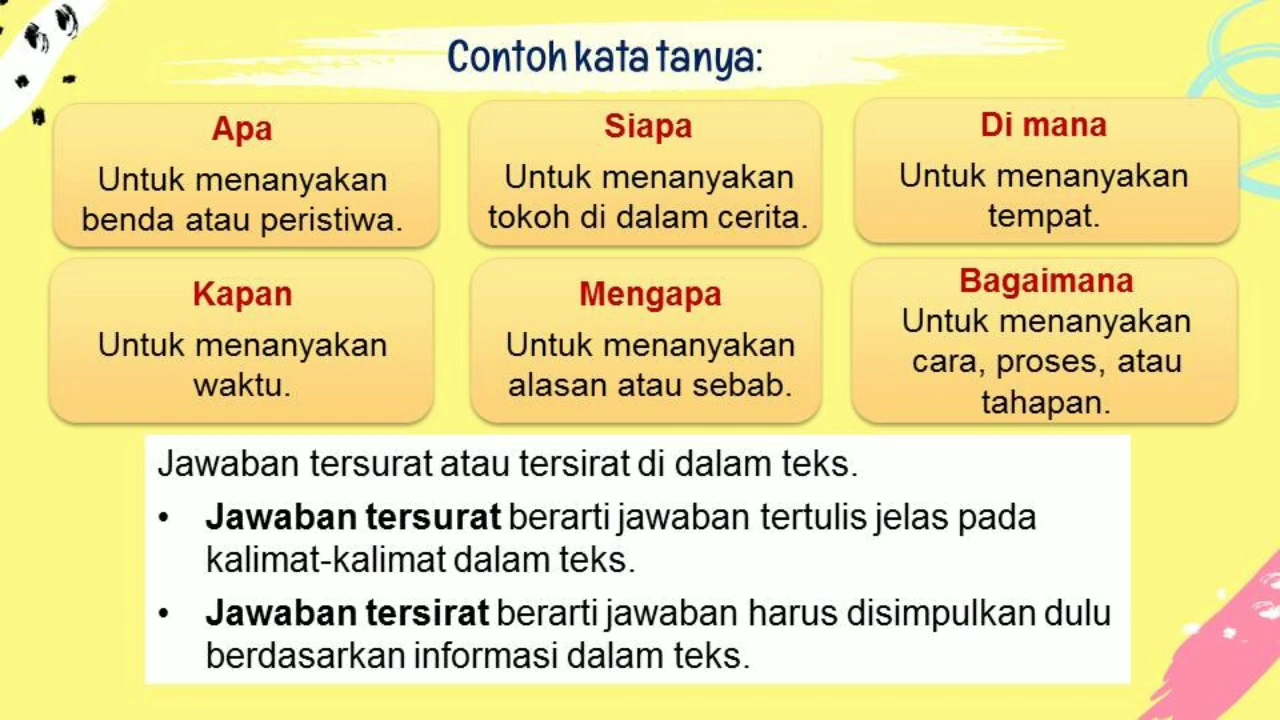 Contoh kata tanya:
Apa
Untuk menanyakan
benda atau peristiwa.
Siapa
Untuk menanyakan
tokoh di dalam cerita.
Di mana
Untuk menanyakan
tempat.
Kapan
Untuk menanyakan
waktu.
Mengapa
Untuk menanyakan
alasan atau sebab.
Bagaimana
Untuk menanyakan
cara, proses, atau
tahapan.
Jawaban tersurat atau tersirat di dalam teks.
• Jawaban tersurat berarti jawaban tertulis jelas pada
kalimat-kalimat dalam teks.
• Jawaban tersirat berarti jawaban harus disimpulkan dulu
berdasarkan informasi dalam teks.